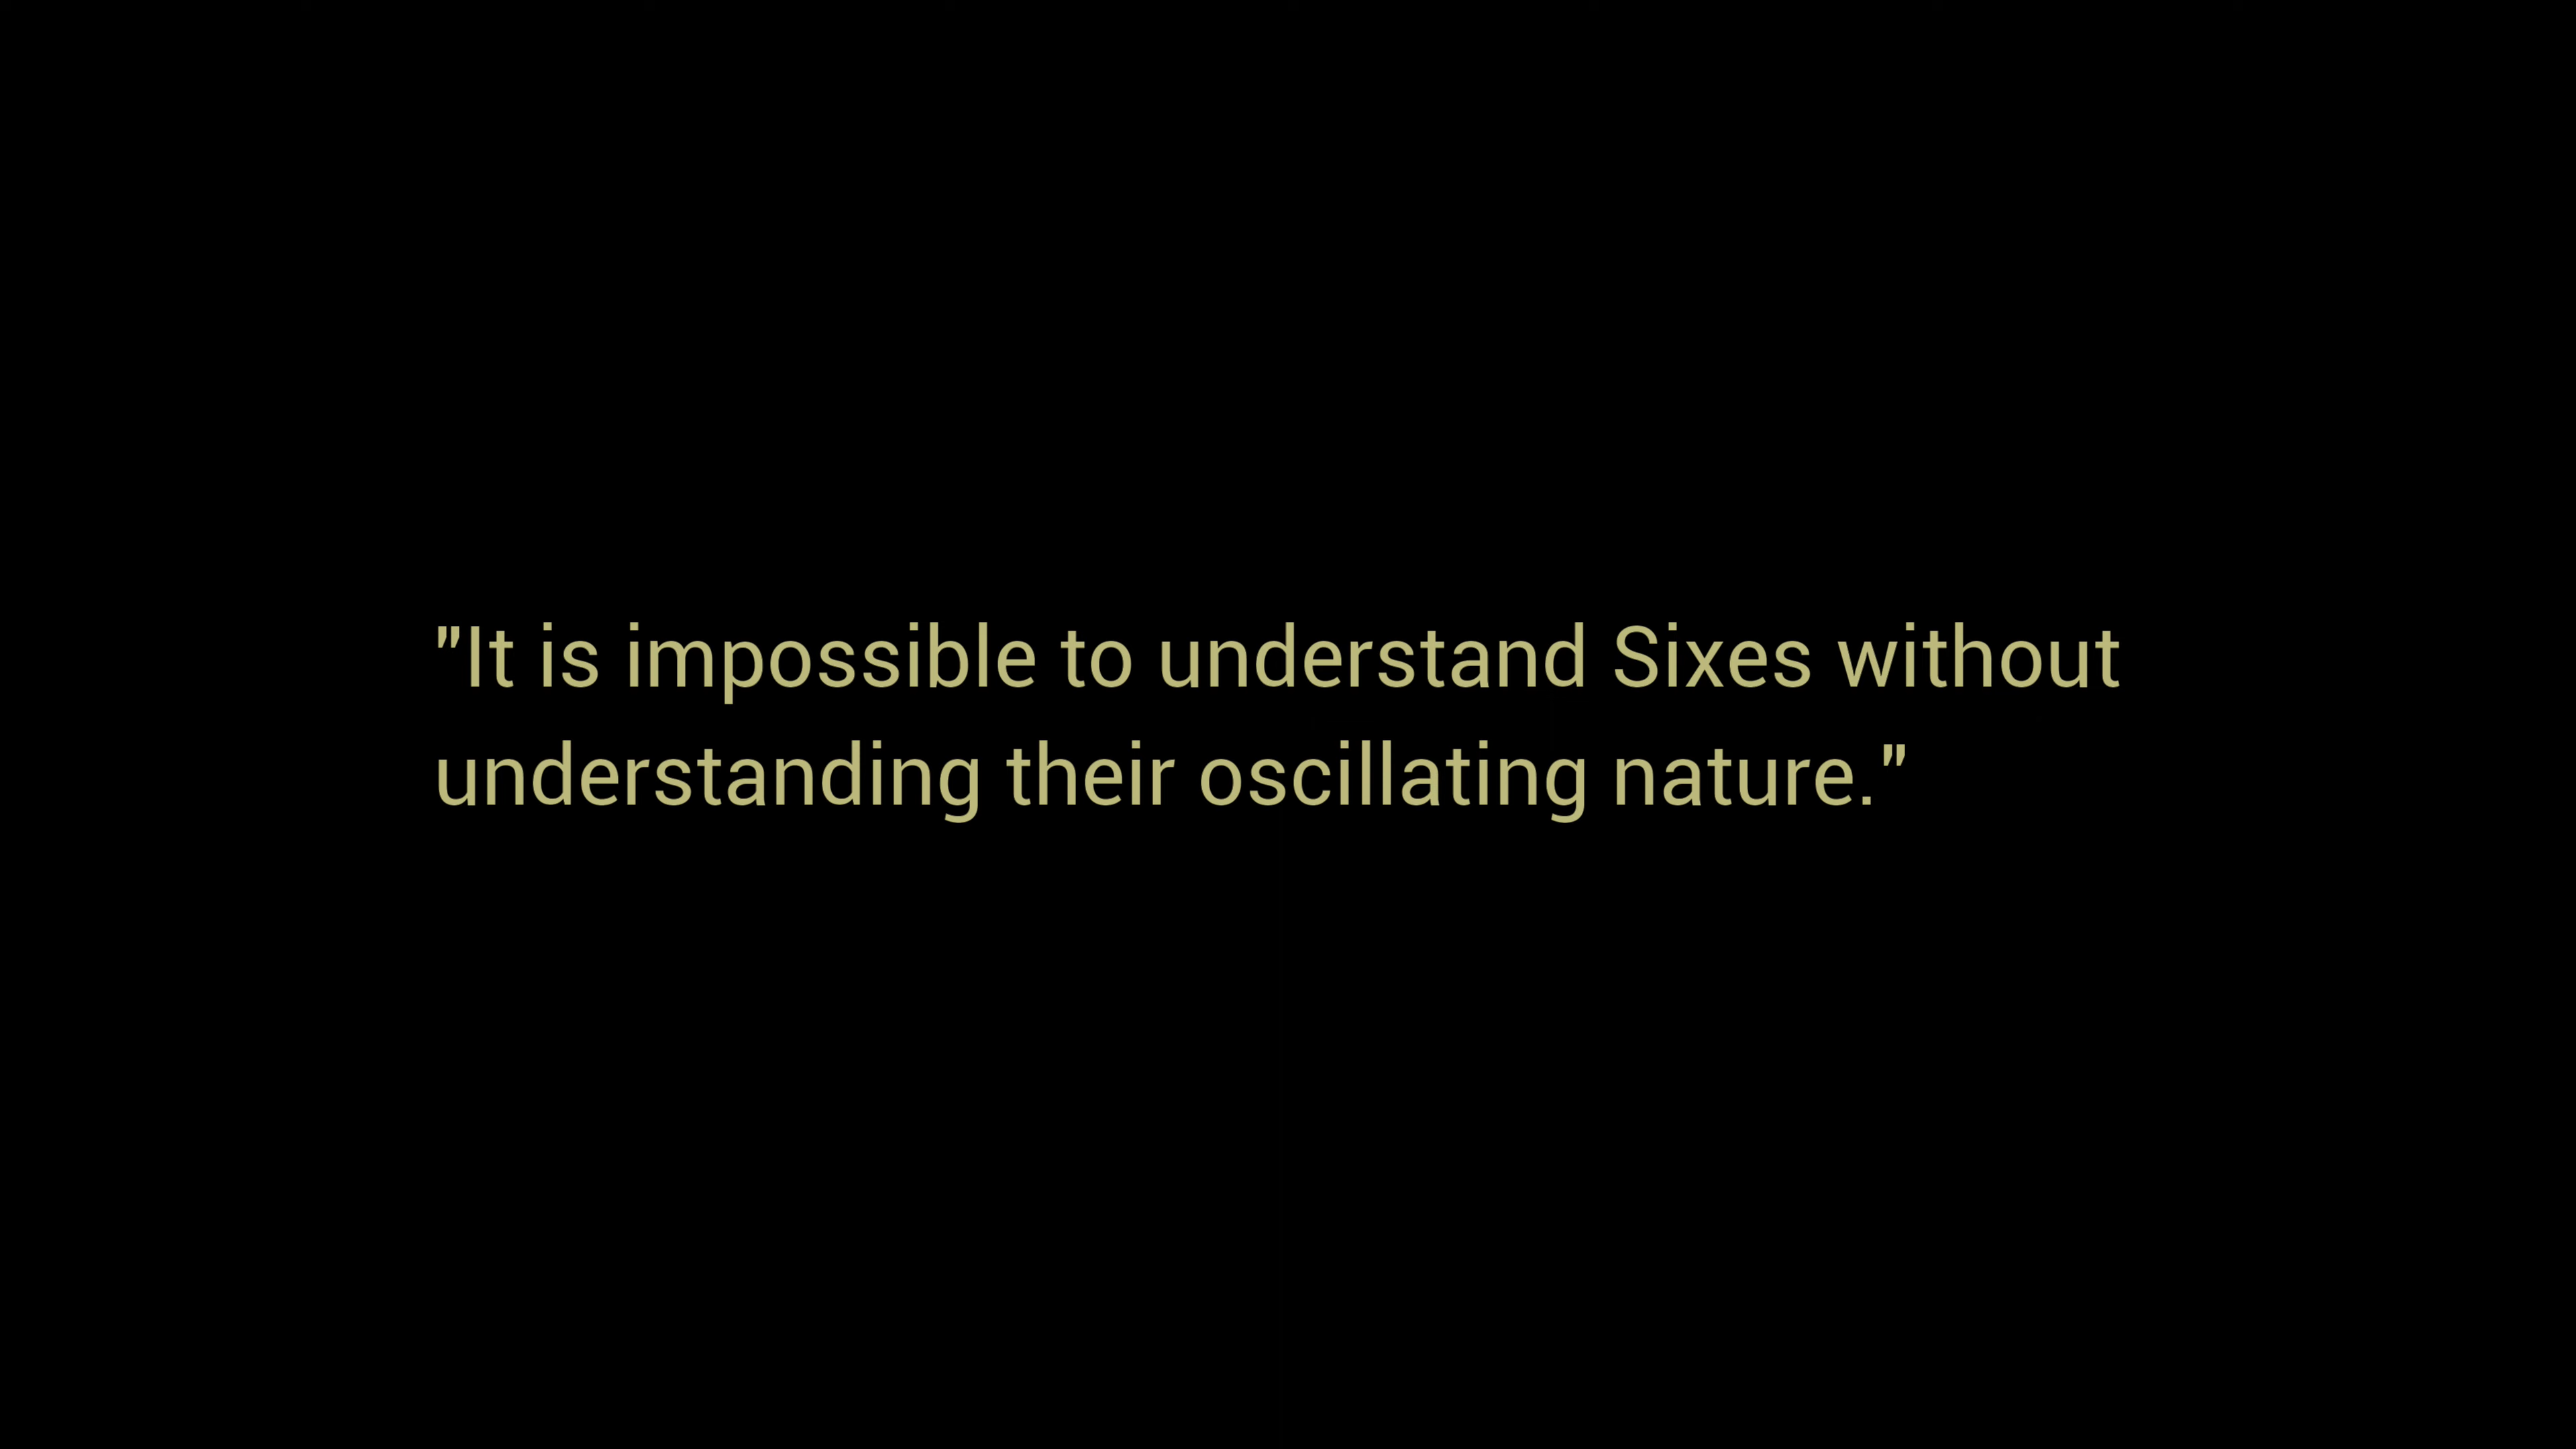 "It is impossible to understand Sixes without
understanding their oscillating nature."